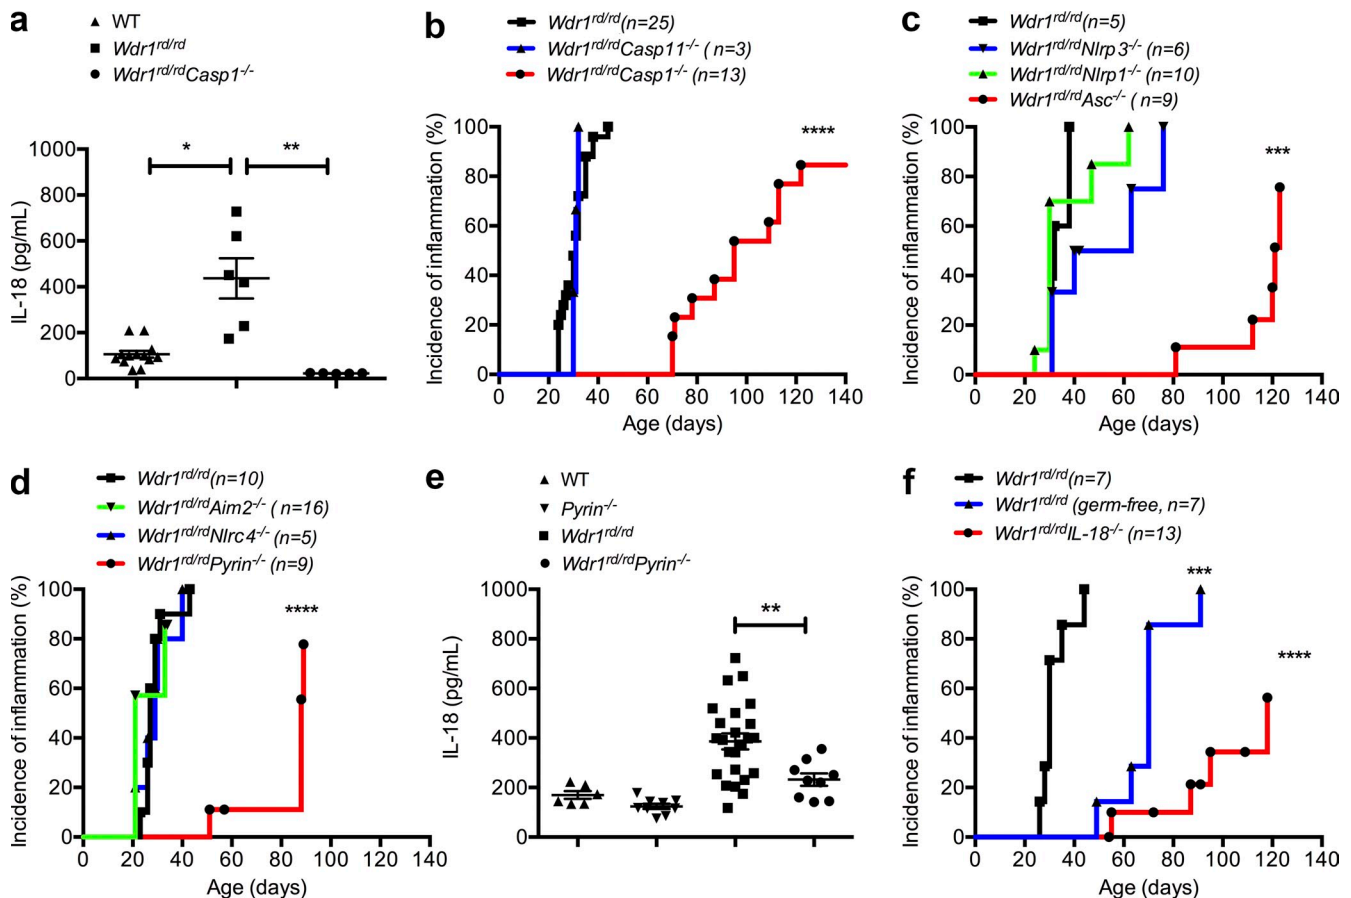 a
▲ WT
■ Wdr1rd/rd
● Wdr1rd/rdCasp1-/-
IL-18 (pg/mL)
1000
800
600
400
200
0
*
**
b
Wdr1rd/rd(n=25)
Wdr1rd/rdCasp11-/- ( n=3)
Wdr1rd/rdCasp1-/- (n=13)
Incidence of inflammation (%)
100
80
60
40
20
0
****
0 20 40 60 80 100 120 140
Age (days)
c
Wdr1rd/rd(n=5)
Wdr1rd/rdNlrp3-/- (n=6)
Wdr1rd/rdNlrp1-/- (n=10)
Wdr1rd/rdAsc-/- ( n=9)
Incidence of inflammation (%)
100
80
60
40
20
0
***
0 20 40 60 80 100 120 140
Age (days)
d
Wdr1rd/rd(n=10)
Wdr1rd/rdAim2-/- ( n=16)
Wdr1rd/rdNlrc4-/- (n=5)
Wdr1rd/rdPyrin-/- (n=9)
Incidence of inflammation (%)
100
80
60
40
20
0
****
0 20 40 60 80 100 120 140
Age (days)
e
▲ WT
▼ Pyrin-/-
■ Wdr1rd/rd
● Wdr1rd/rdPyrin-/-
IL-18 (pg/mL)
1000
800
600
400
200
0
**
f
Wdr1rd/rd(n=7)
Wdr1rd/rd (germ-free, n=7)
Wdr1rd/rdIL-18-/- (n=13)
Incidence of inflammation (%)
100
80
60
40
20
0
***
****
0 20 40 60 80 100 120 140
Age (days)